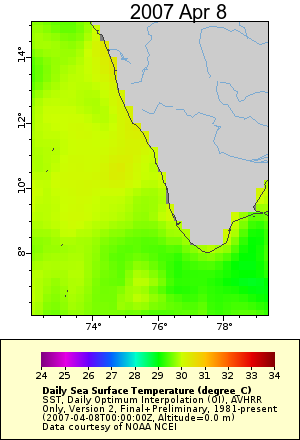 2007 Apr 8
14°
12°
10°
8°
74°
76°
78°
24 25 26 27 28 29 30 31 32 33 34
Daily Sea Surface Temperature (degree_C)
SST, Daily Optimum Interpolation (OI), AVHRR
Only, Version 2, Final+Preliminary, 1981-present
(2007-04-08T00:00:00Z, Altitude=0.0 m)
Data courtesy of NOAA NCEI